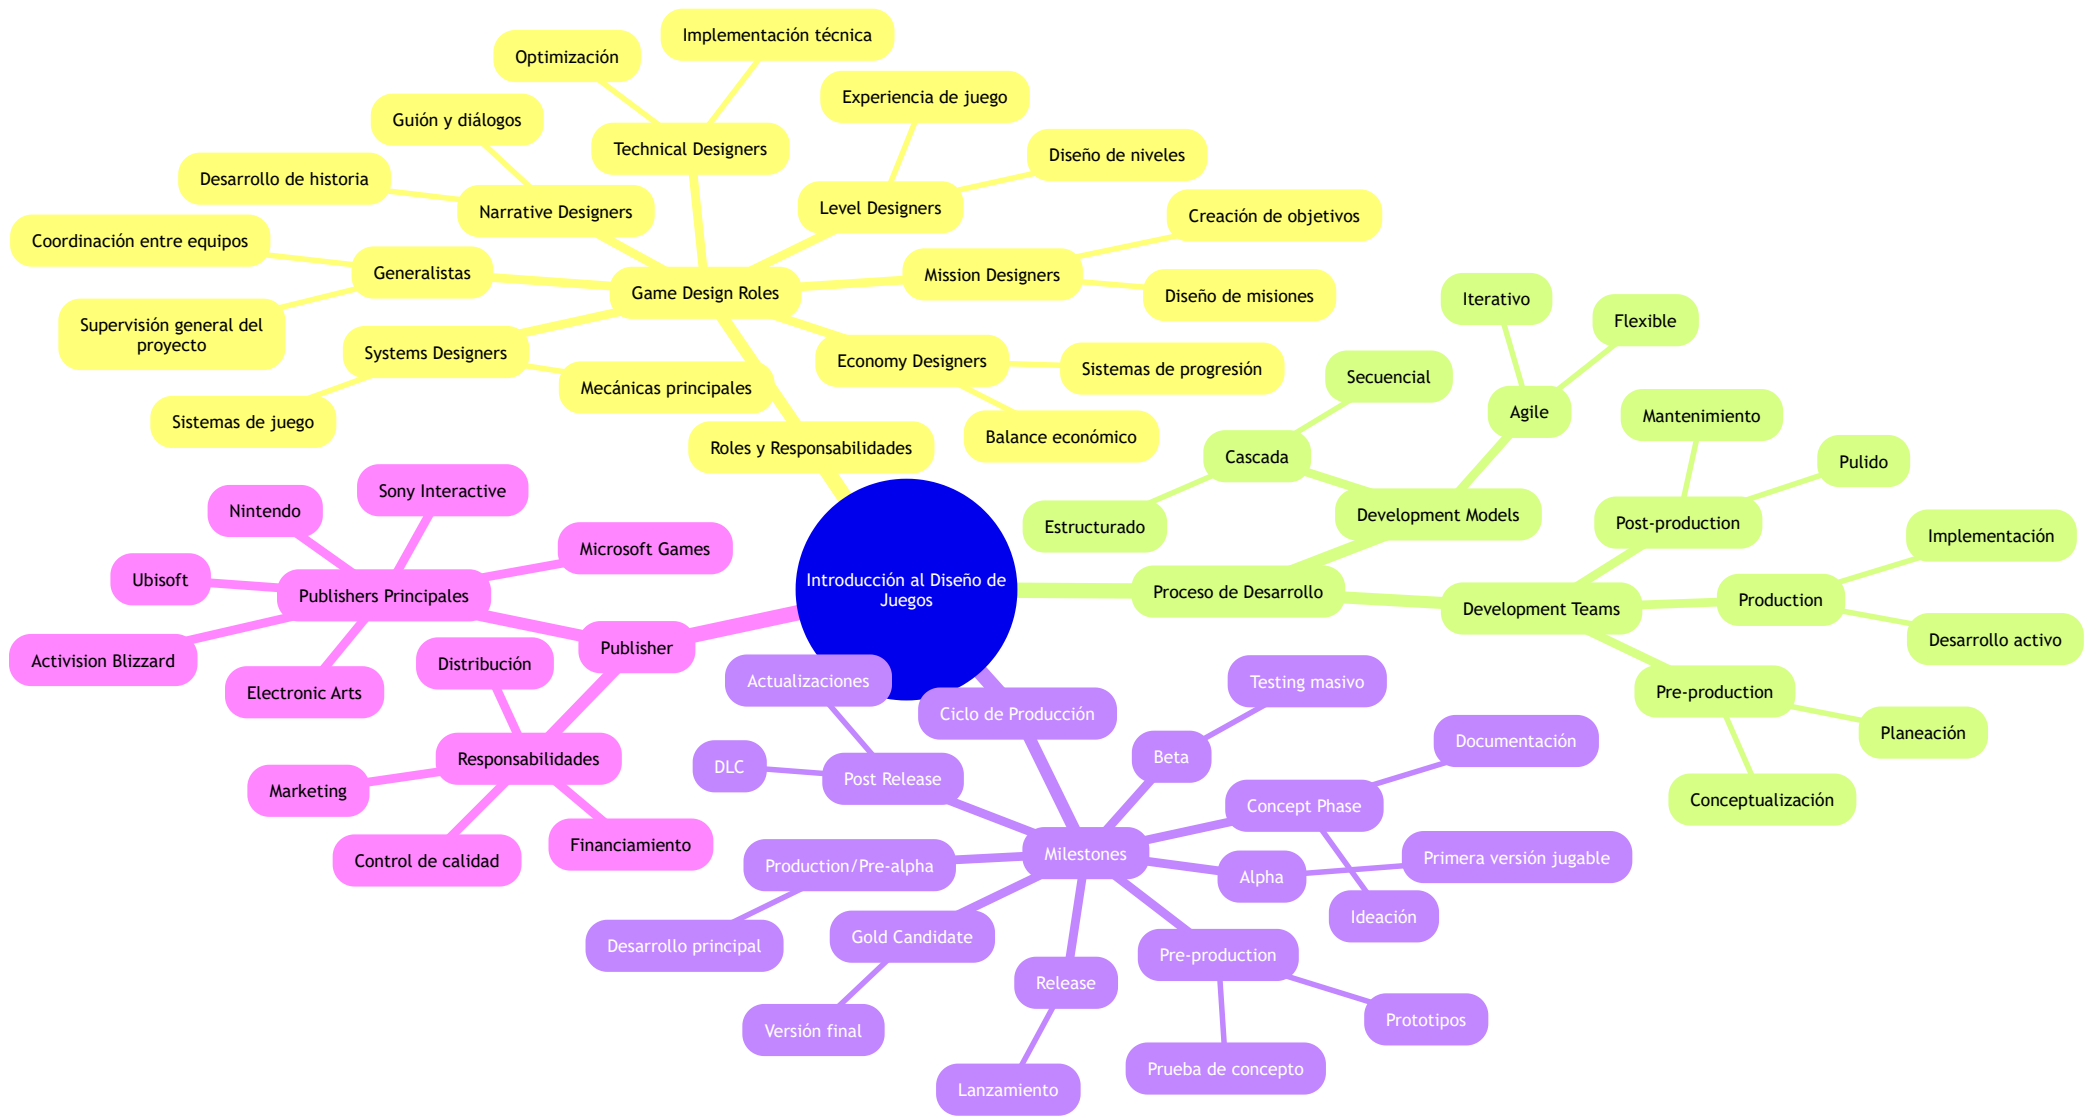 Introducción al Diseño de
Juegos
Roles y Responsabilidades
Game Design Roles
Generalistas
Coordinación entre equipos
Supervisión general del
proyecto
Systems Designers
Sistemas de juego
Mecánicas principales
Narrative Designers
Desarrollo de historia
Guión y diálogos
Technical Designers
Optimización
Implementación técnica
Level Designers
Experiencia de juego
Diseño de niveles
Mission Designers
Creación de objetivos
Diseño de misiones
Economy Designers
Sistemas de progresión
Balance económico
Proceso de Desarrollo
Development Models
Cascada
Secuencial
Estructurado
Agile
Iterativo
Flexible
Development Teams
Post-production
Mantenimiento
Pulido
Production
Implementación
Desarrollo activo
Pre-production
Planeación
Conceptualización
Ciclo de Producción
Milestones
Beta
Testing masivo
Concept Phase
Documentación
Ideación
Alpha
Primera versión jugable
Pre-production
Prototipos
Prueba de concepto
Release
Lanzamiento
Gold Candidate
Versión final
Production/Pre-alpha
Desarrollo principal
Post Release
DLC
Actualizaciones
Publisher
Publishers Principales
Sony Interactive
Nintendo
Microsoft Games
Ubisoft
Activision Blizzard
Electronic Arts
Responsabilidades
Distribución
Marketing
Control de calidad
Financiamiento